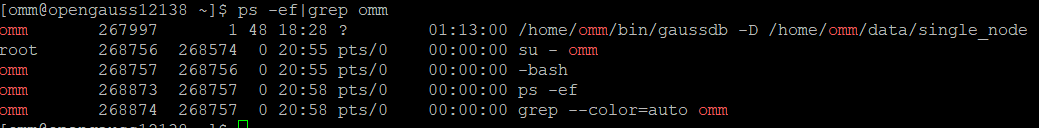 [omm@opengauss12138 ~]$ ps -ef|grep omm
omm      267997       1 48 18:28 ?        01:13:00 /home/omm/bin/gaussdb -D /home/omm/data/single_node
root     268756  268574  0 20:55 pts/0    00:00:00 su - omm
omm      268757  268756  0 20:55 pts/0    00:00:00 -bash
omm      268873  268757  0 20:58 pts/0    00:00:00 ps -ef
omm      268874  268757  0 20:58 pts/0    00:00:00 grep --color=auto omm
[omm@opengauss12138 ~]$